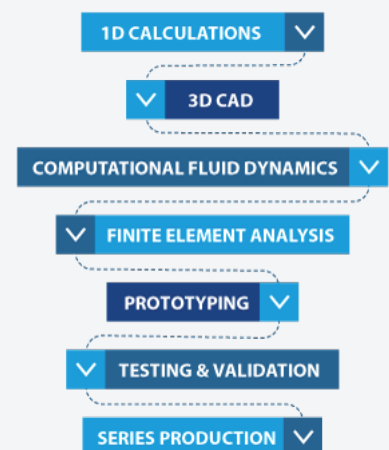 1D CALCULATIONS
3D CAD
COMPUTATIONAL FLUID DYNAMICS
FINITE ELEMENT ANALYSIS
PROTOTYPING
TESTING & VALIDATION
SERIES PRODUCTION